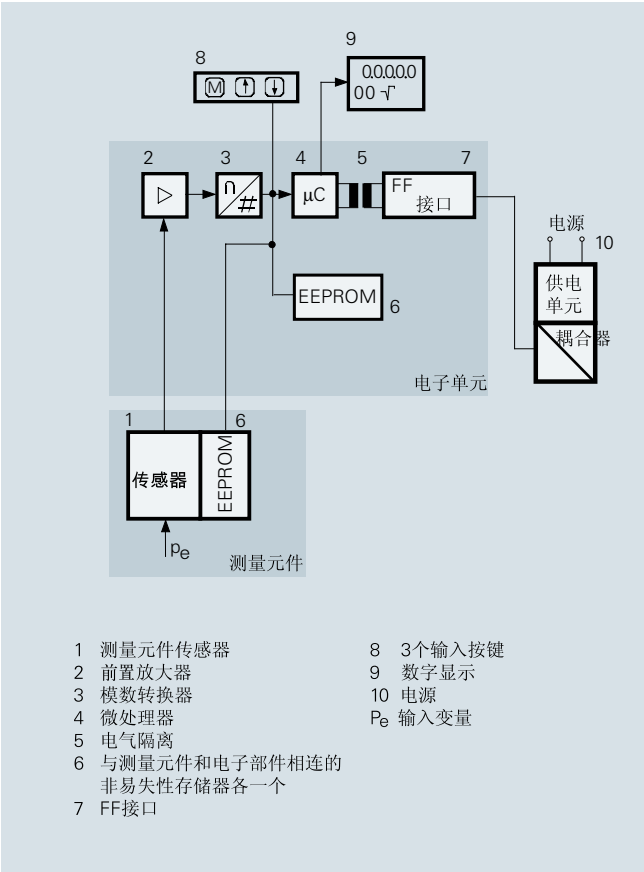 8
9
M ↑ ↓
0.0.0.0.0
00 √
2
3
4
5
7
n
#
μC
FF
接口
电源
10
供电
单元
耦合器
EEPROM
6
电子单元
1
6
传感器
EEPROM
pe
测量元件
1 测量元件传感器
2 前置放大器
3 模数转换器
4 微处理器
5 电气隔离
6 与测量元件和电子部件相连的
非易失性存储器各一个
7 FF接口
8 3个输入按键
9 数字显示
10 电源
Pe 输入变量